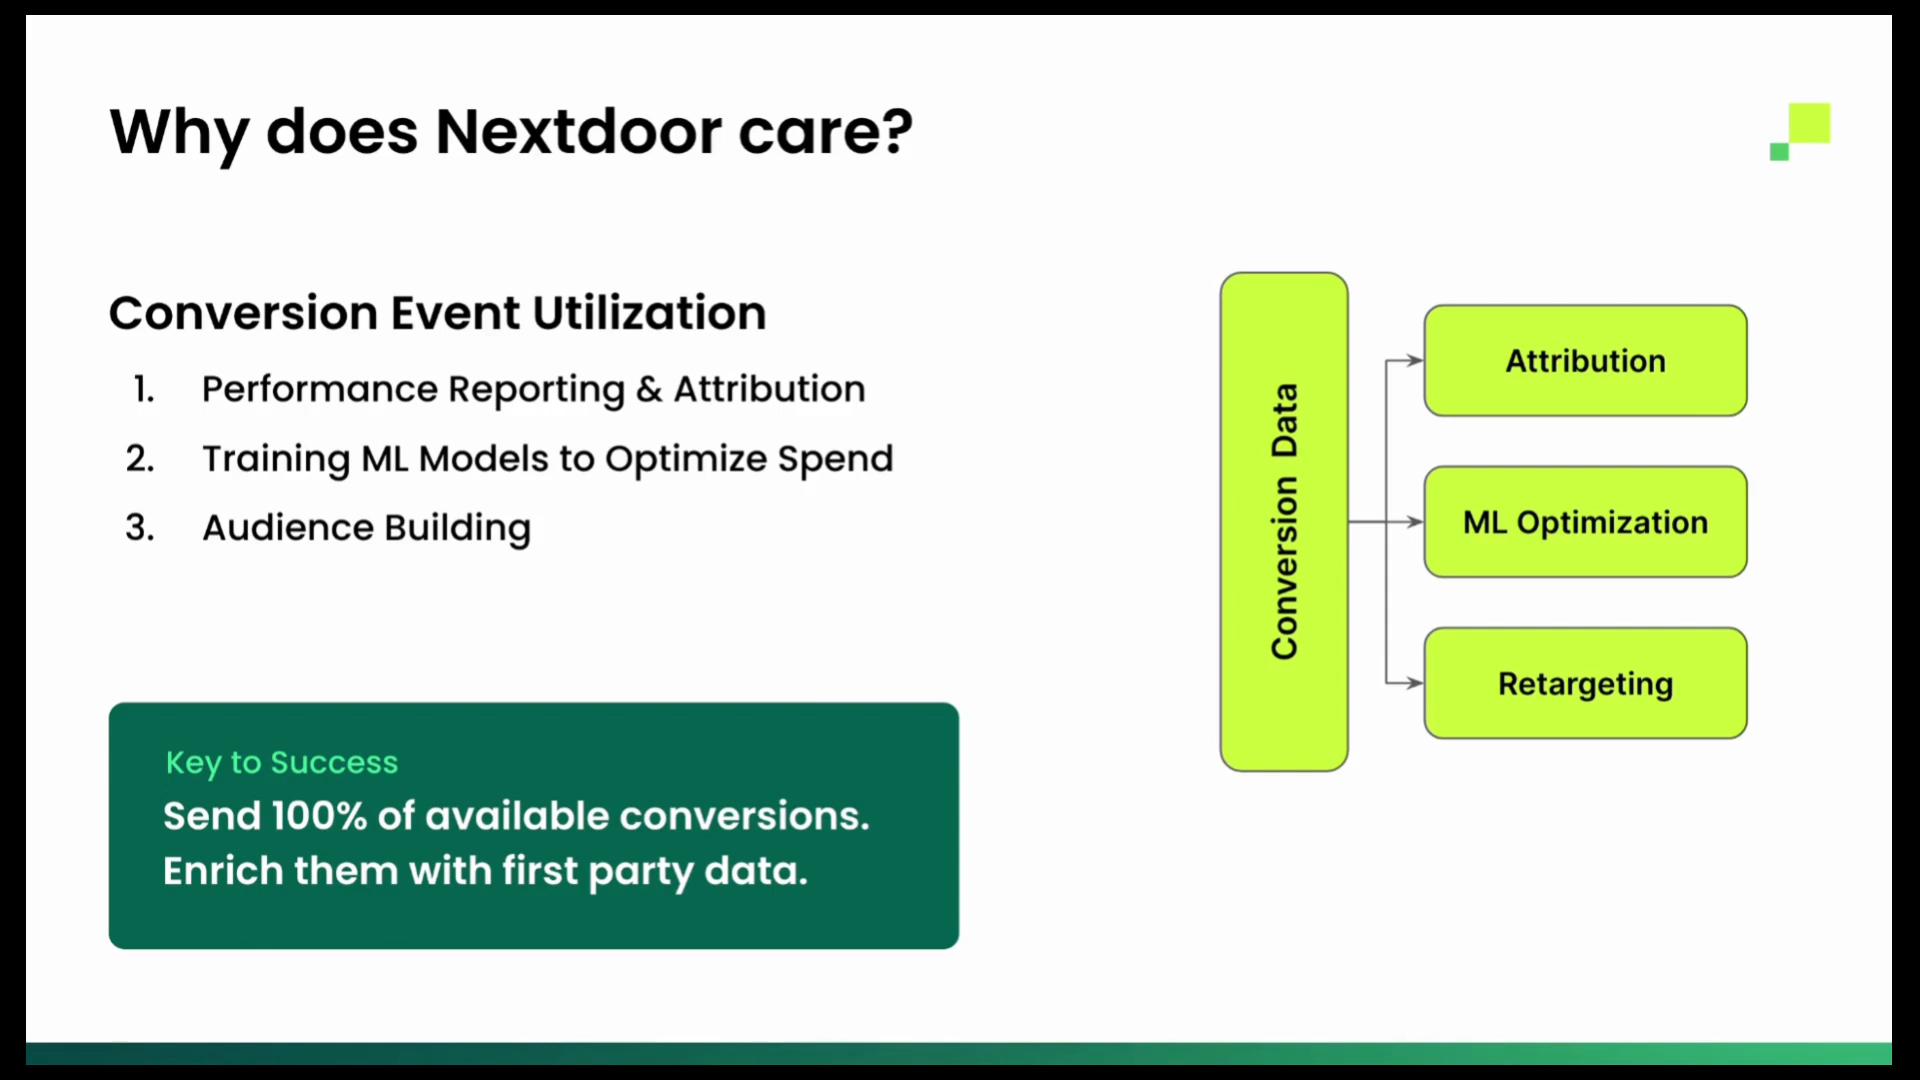 Why does Nextdoor care?
Conversion Event Utilization
1. Performance Reporting & Attribution
2. Training ML Models to Optimize Spend
3. Audience Building
Key to Success
Send 100% of available conversions.
Enrich them with first party data.
Conversion Data
Attribution
ML Optimization
Retargeting